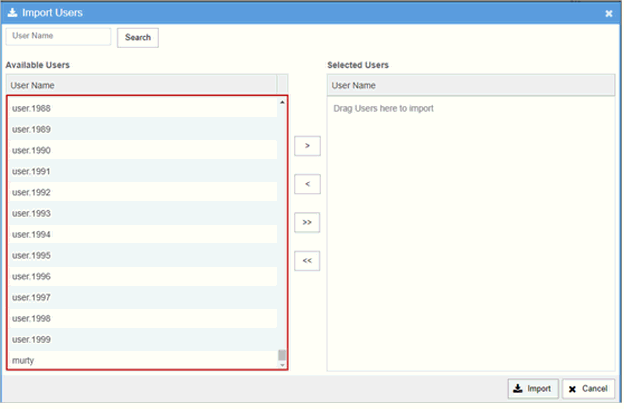 Import Users
User Name
Search
Available Users
User Name
user.1988
user.1989
user.1990
user.1991
user.1992
user.1993
user.1994
user.1995
user.1996
user.1997
user.1998
user.1999
murty
>
<
>>
<<
Selected Users
User Name
Drag Users here to import
Import
Cancel